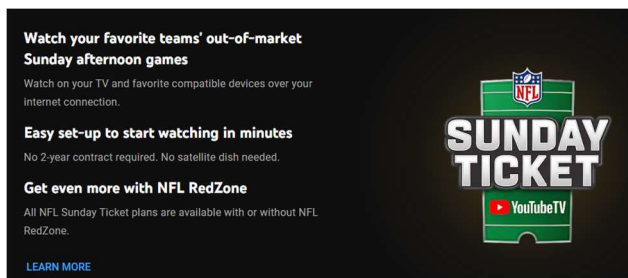 Watch your favorite teams' out-of-market
Sunday afternoon games
Watch on your TV and favorite compatible devices over your
internet connection.
Easy set-up to start watching in minutes
No 2-year contract required. No satellite dish needed.
Get even more with NFL RedZone
All NFL Sunday Ticket plans are available with or without NFL
RedZone.
LEARN MORE
NFL
SUNDAY
TICKET
YouTubeTV